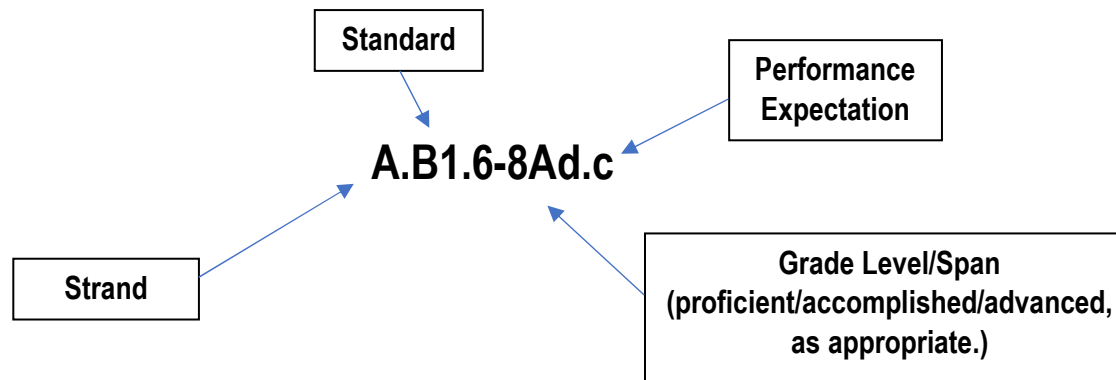 Standard
Performance
Expectation
A.B1.6-8Ad.c
Strand
Grade Level/Span
(proficient/accomplished/advanced,
as appropriate.)